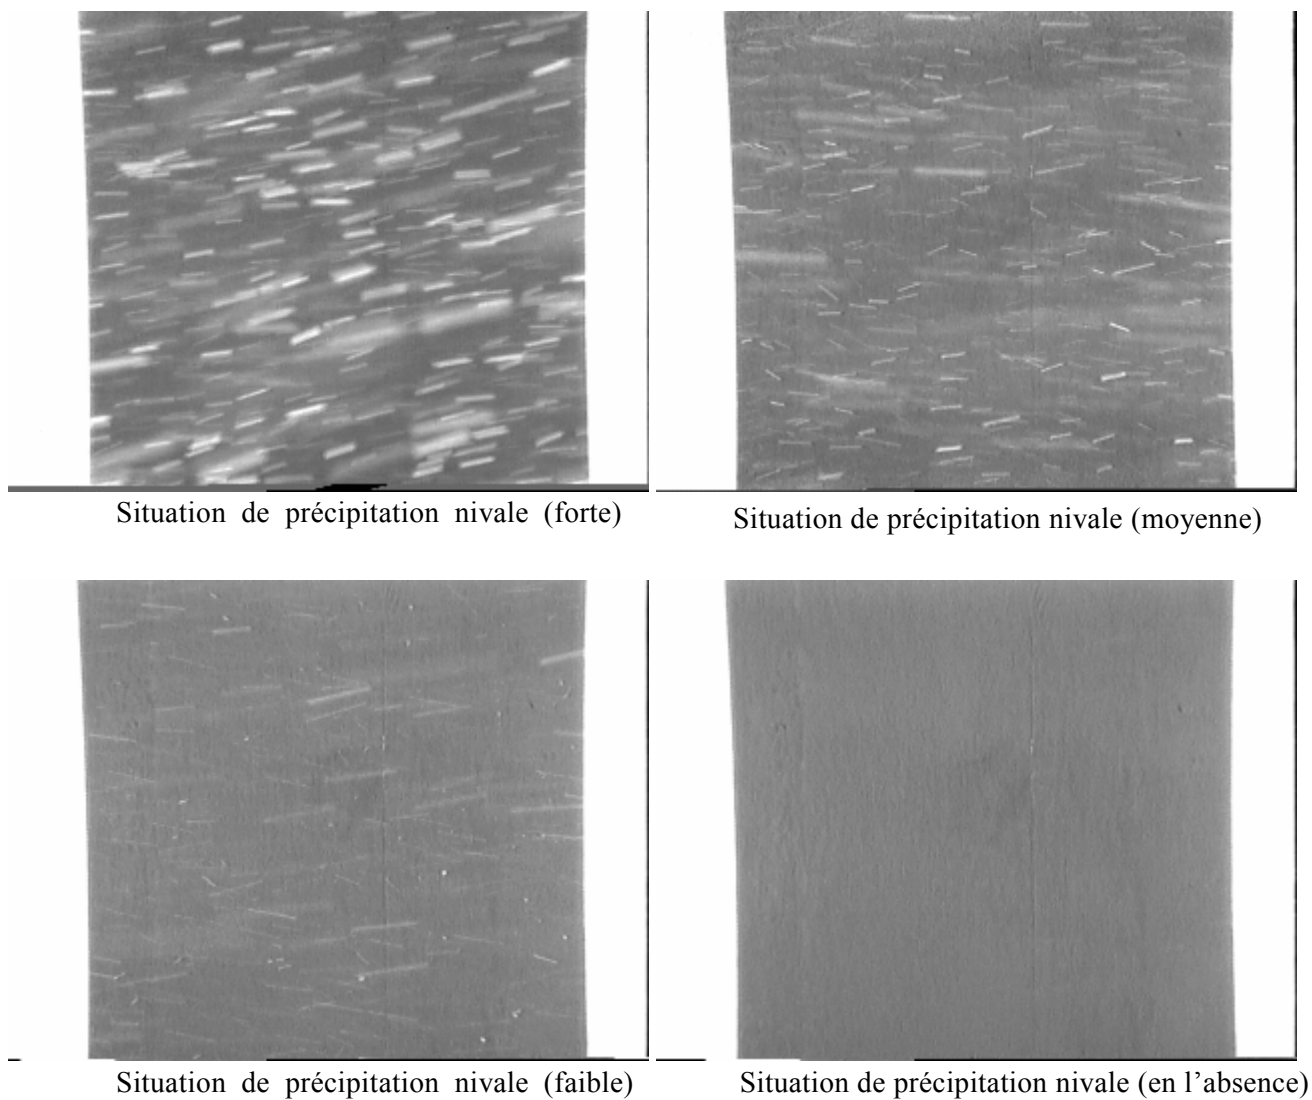 Situation de précipitation nivale (forte)
Situation de précipitation nivale (moyenne)
Situation de précipitation nivale (faible)
Situation de précipitation nivale (en l’absence)